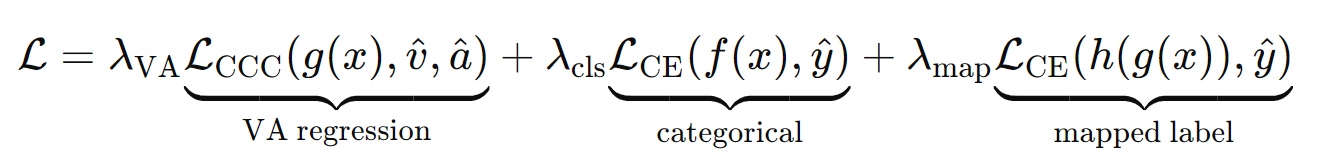 ℒ = λ_VA ℒ_CCC(g(x), v̂, â) + λ_cls ℒ_CE(f(x), ŷ) + λ_map ℒ_CE(h(g(x)), ŷ)
VA regression categorical mapped label